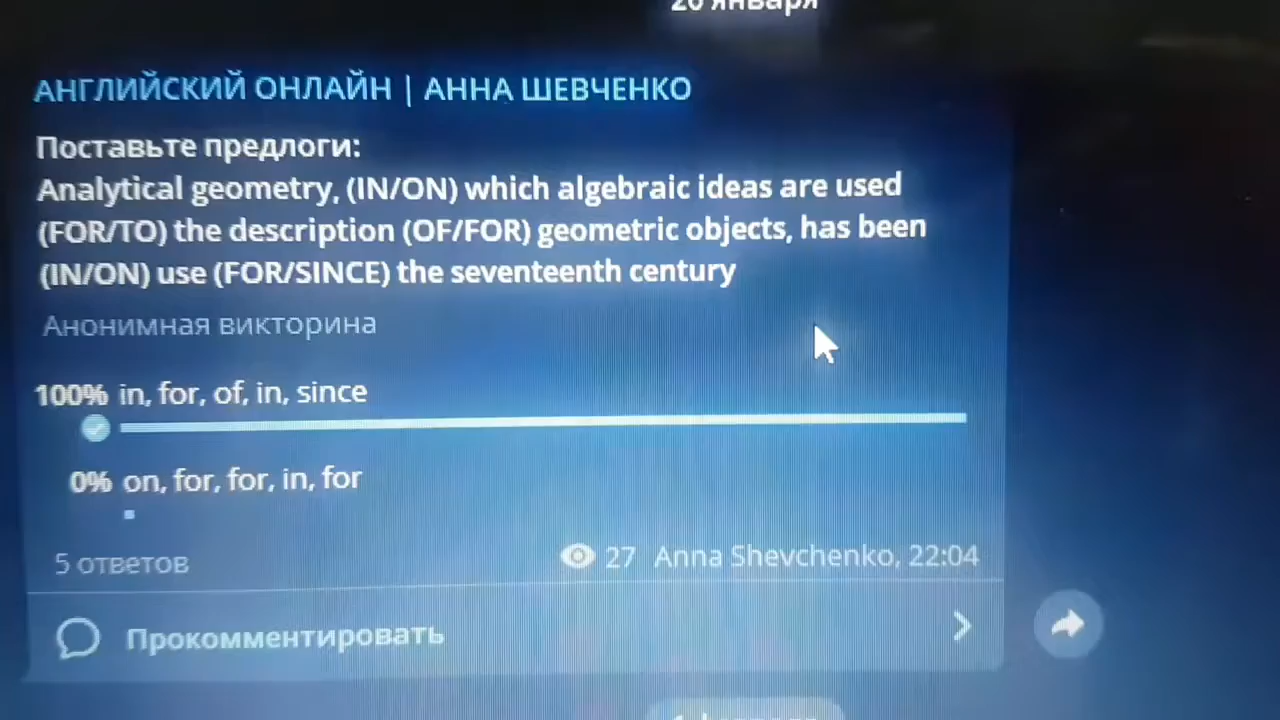 26 января
АНГЛИЙСКИЙ ОНЛАЙН | АННА ШЕВЧЕНКО
Поставьте предлоги:
Analytical geometry, (IN/ON) which algebraic ideas are used
(FOR/TO) the description (OF/FOR) geometric objects, has been
(IN/ON) use (FOR/SINCE) the seventeenth century
Анонимная викторина
100% in, for, of, in, since
0% on, for, for, in, for
5 ответов
27 Anna Shevchenko, 22:04
Прокомментировать